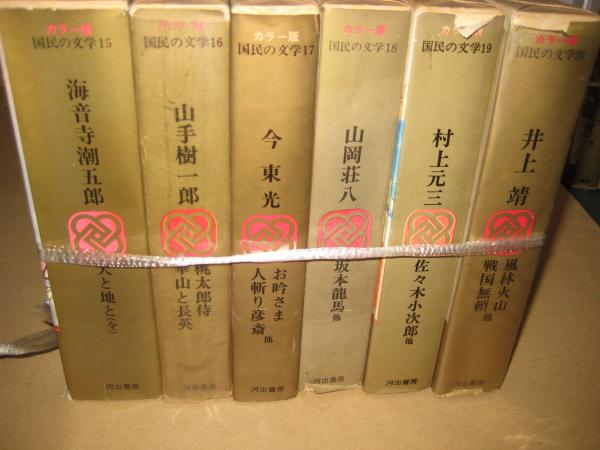 カラー版
国民の文学15
海音寺潮五郎
天と地と(全)
カラー版
国民の文学16
山手樹一郎
桃太郎侍
崋山と長英
河出書房
カラー版
国民の文学17
今東光
お吟さま
人斬り彦斎 他
河出書房
カラー版
国民の文学18
山岡荘八
坂本龍馬 他
河出書房
カラー版
国民の文学19
村上元三
佐々木小次郎 他
河出書房
カラー版
国民の文学20
井上靖
風林火山
戦国無頼 他
河出書房
河出書房